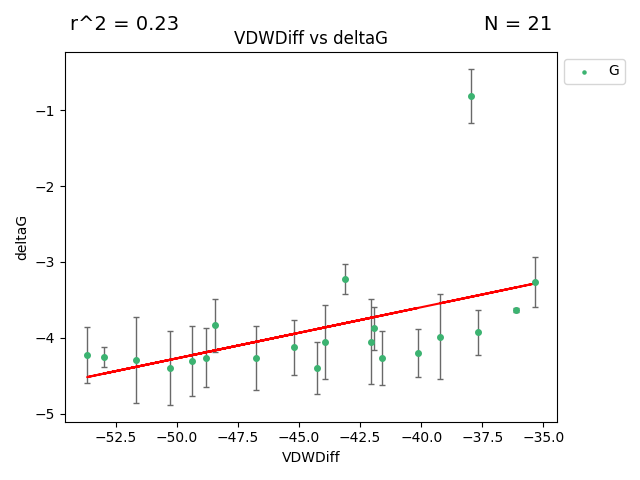 r^2 = 0.23
N = 21
VDWDiff vs deltaG
G
−1
−2
−3
−4
−5
deltaG
−52.5
−50.0
−47.5
−45.0
−42.5
−40.0
−37.5
−35.0
VDWDiff